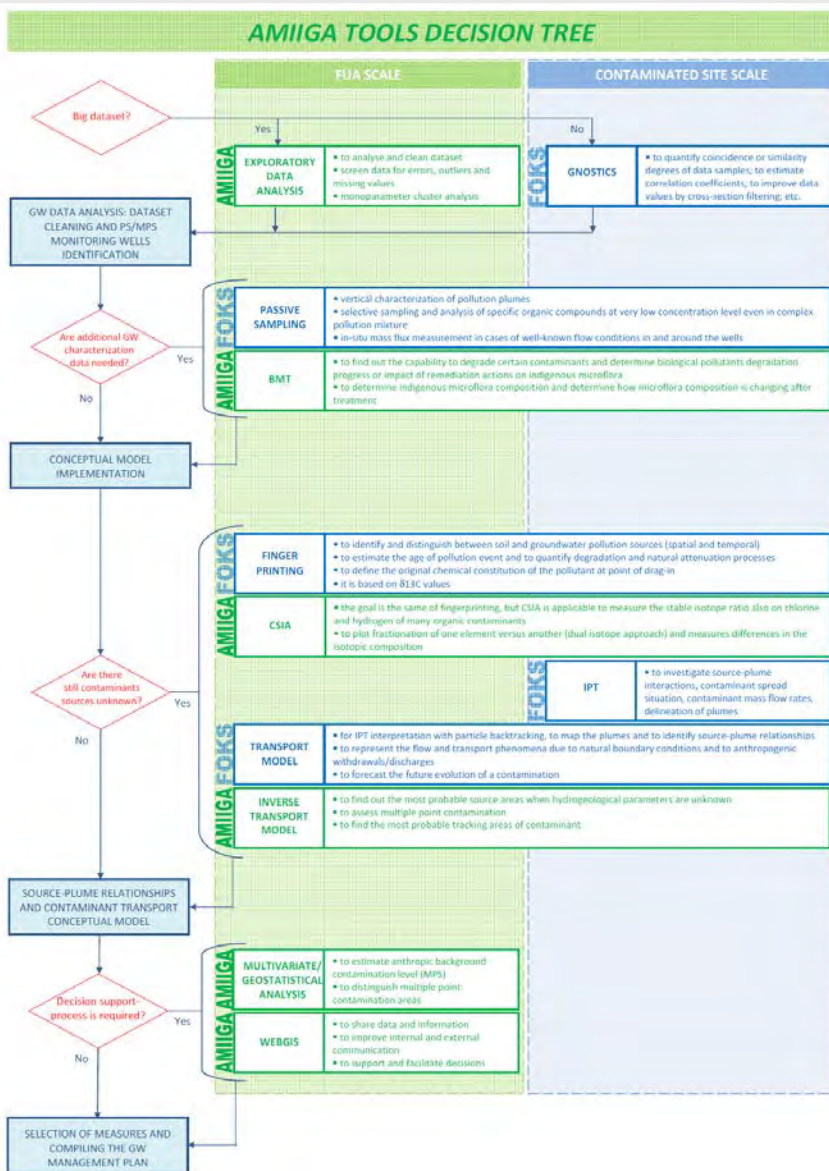 AMIIGA TOOLS DECISION TREE
FUA SCALE
CONTAMINATED SITE SCALE
Big dataset?
Yes
No
AMIIGA
EXPLORATORY
DATA
ANALYSIS
▪ to analyse and clean dataset
▪ screen data for errors, outliers and
missing values
▪ monoparameter cluster analysis
FOKS
GNOSTICS
▪ to quantify coincidence or similarity
degrees of data samples; to estimate
correlation coefficients; to improve data
values by cross-section filtering; etc.
GW DATA ANALYSIS: DATASET
CLEANING AND PS/MPS
MONITORING WELLS
IDENTIFICATION
Are additional GW
characterization
data needed?
Yes
No
FOKS
PASSIVE
SAMPLING
▪ vertical characterization of pollution plumes
▪ selective sampling and analysis of specific organic compounds at very low concentration level even in complex
pollution mixture
▪ in-situ mass flux measurement in cases of well-known flow conditions in and around the wells
AMIIGA
BMT
▪ to find out the capability to degrade certain contaminants and determine biological pollutants degradation
progress or impact of remediation actions on indigenous microflora
▪ to determine indigenous microflora composition and determine how microflora composition is changing after
treatment
CONCEPTUAL MODEL
IMPLEMENTATION
FOKS
FINGER
PRINTING
▪ to identify and distinguish between soil and groundwater pollution sources (spatial and temporal)
▪ to estimate the age of pollution event and to quantify degradation and natural attenuation processes
▪ to define the original chemical constitution of the pollutant at point of drag-in
▪ it is based on δ13C values
AMIIGA
CSIA
▪ the goal is the same of fingerprinting, but CSIA is applicable to measure the stable isotope ratio also on chlorine
and hydrogen of many organic contaminants
▪ to plot fractionation of one element versus another (dual isotope approach) and measures differences in the
isotopic composition
Are there
still contaminants
sources unknown?
Yes
No
FOKS
IPT
▪ to investigate source-plume
interactions, contaminant spread
situation, contaminant mass flow rates,
delineation of plumes
FOKS
TRANSPORT
MODEL
▪ for IPT interpretation with particle backtracking, to map the plumes and to identify source-plume relationships
▪ to represent the flow and transport phenomena due to natural boundary conditions and to anthropogenic
withdrawals/discharges
▪ to forecast the future evolution of a contamination
AMIIGA
INVERSE
TRANSPORT
MODEL
▪ to find out the most probable source areas when hydrogeological parameters are unknown
▪ to assess multiple point contamination
▪ to find the most probable tracking areas of contaminant
SOURCE-PLUME RELATIONSHIPS
AND CONTAMINANT TRANSPORT
CONCEPTUAL MODEL
Decision support-
process is required?
Yes
No
AMIIGA
MULTIVARIATE/
GEOSTATISTICAL
ANALYSIS
▪ to estimate anthropic background
contamination level (MPS)
▪ to distinguish multiple point
contamination areas
AMIIGA
WEBGIS
▪ to share data and information
▪ to improve internal and external
communication
▪ to support and facilitate decisions
SELECTION OF MEASURES AND
COMPILING THE GW
MANAGEMENT PLAN